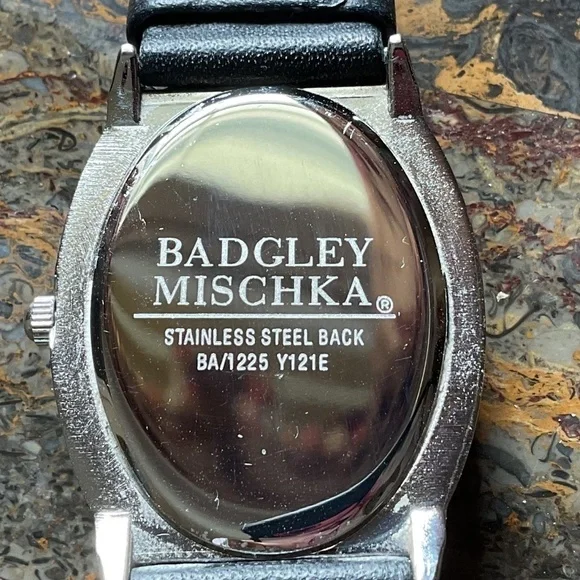 BADGLEY
MISCHKA®
STAINLESS STEEL BACK
BA/1225 Y121E